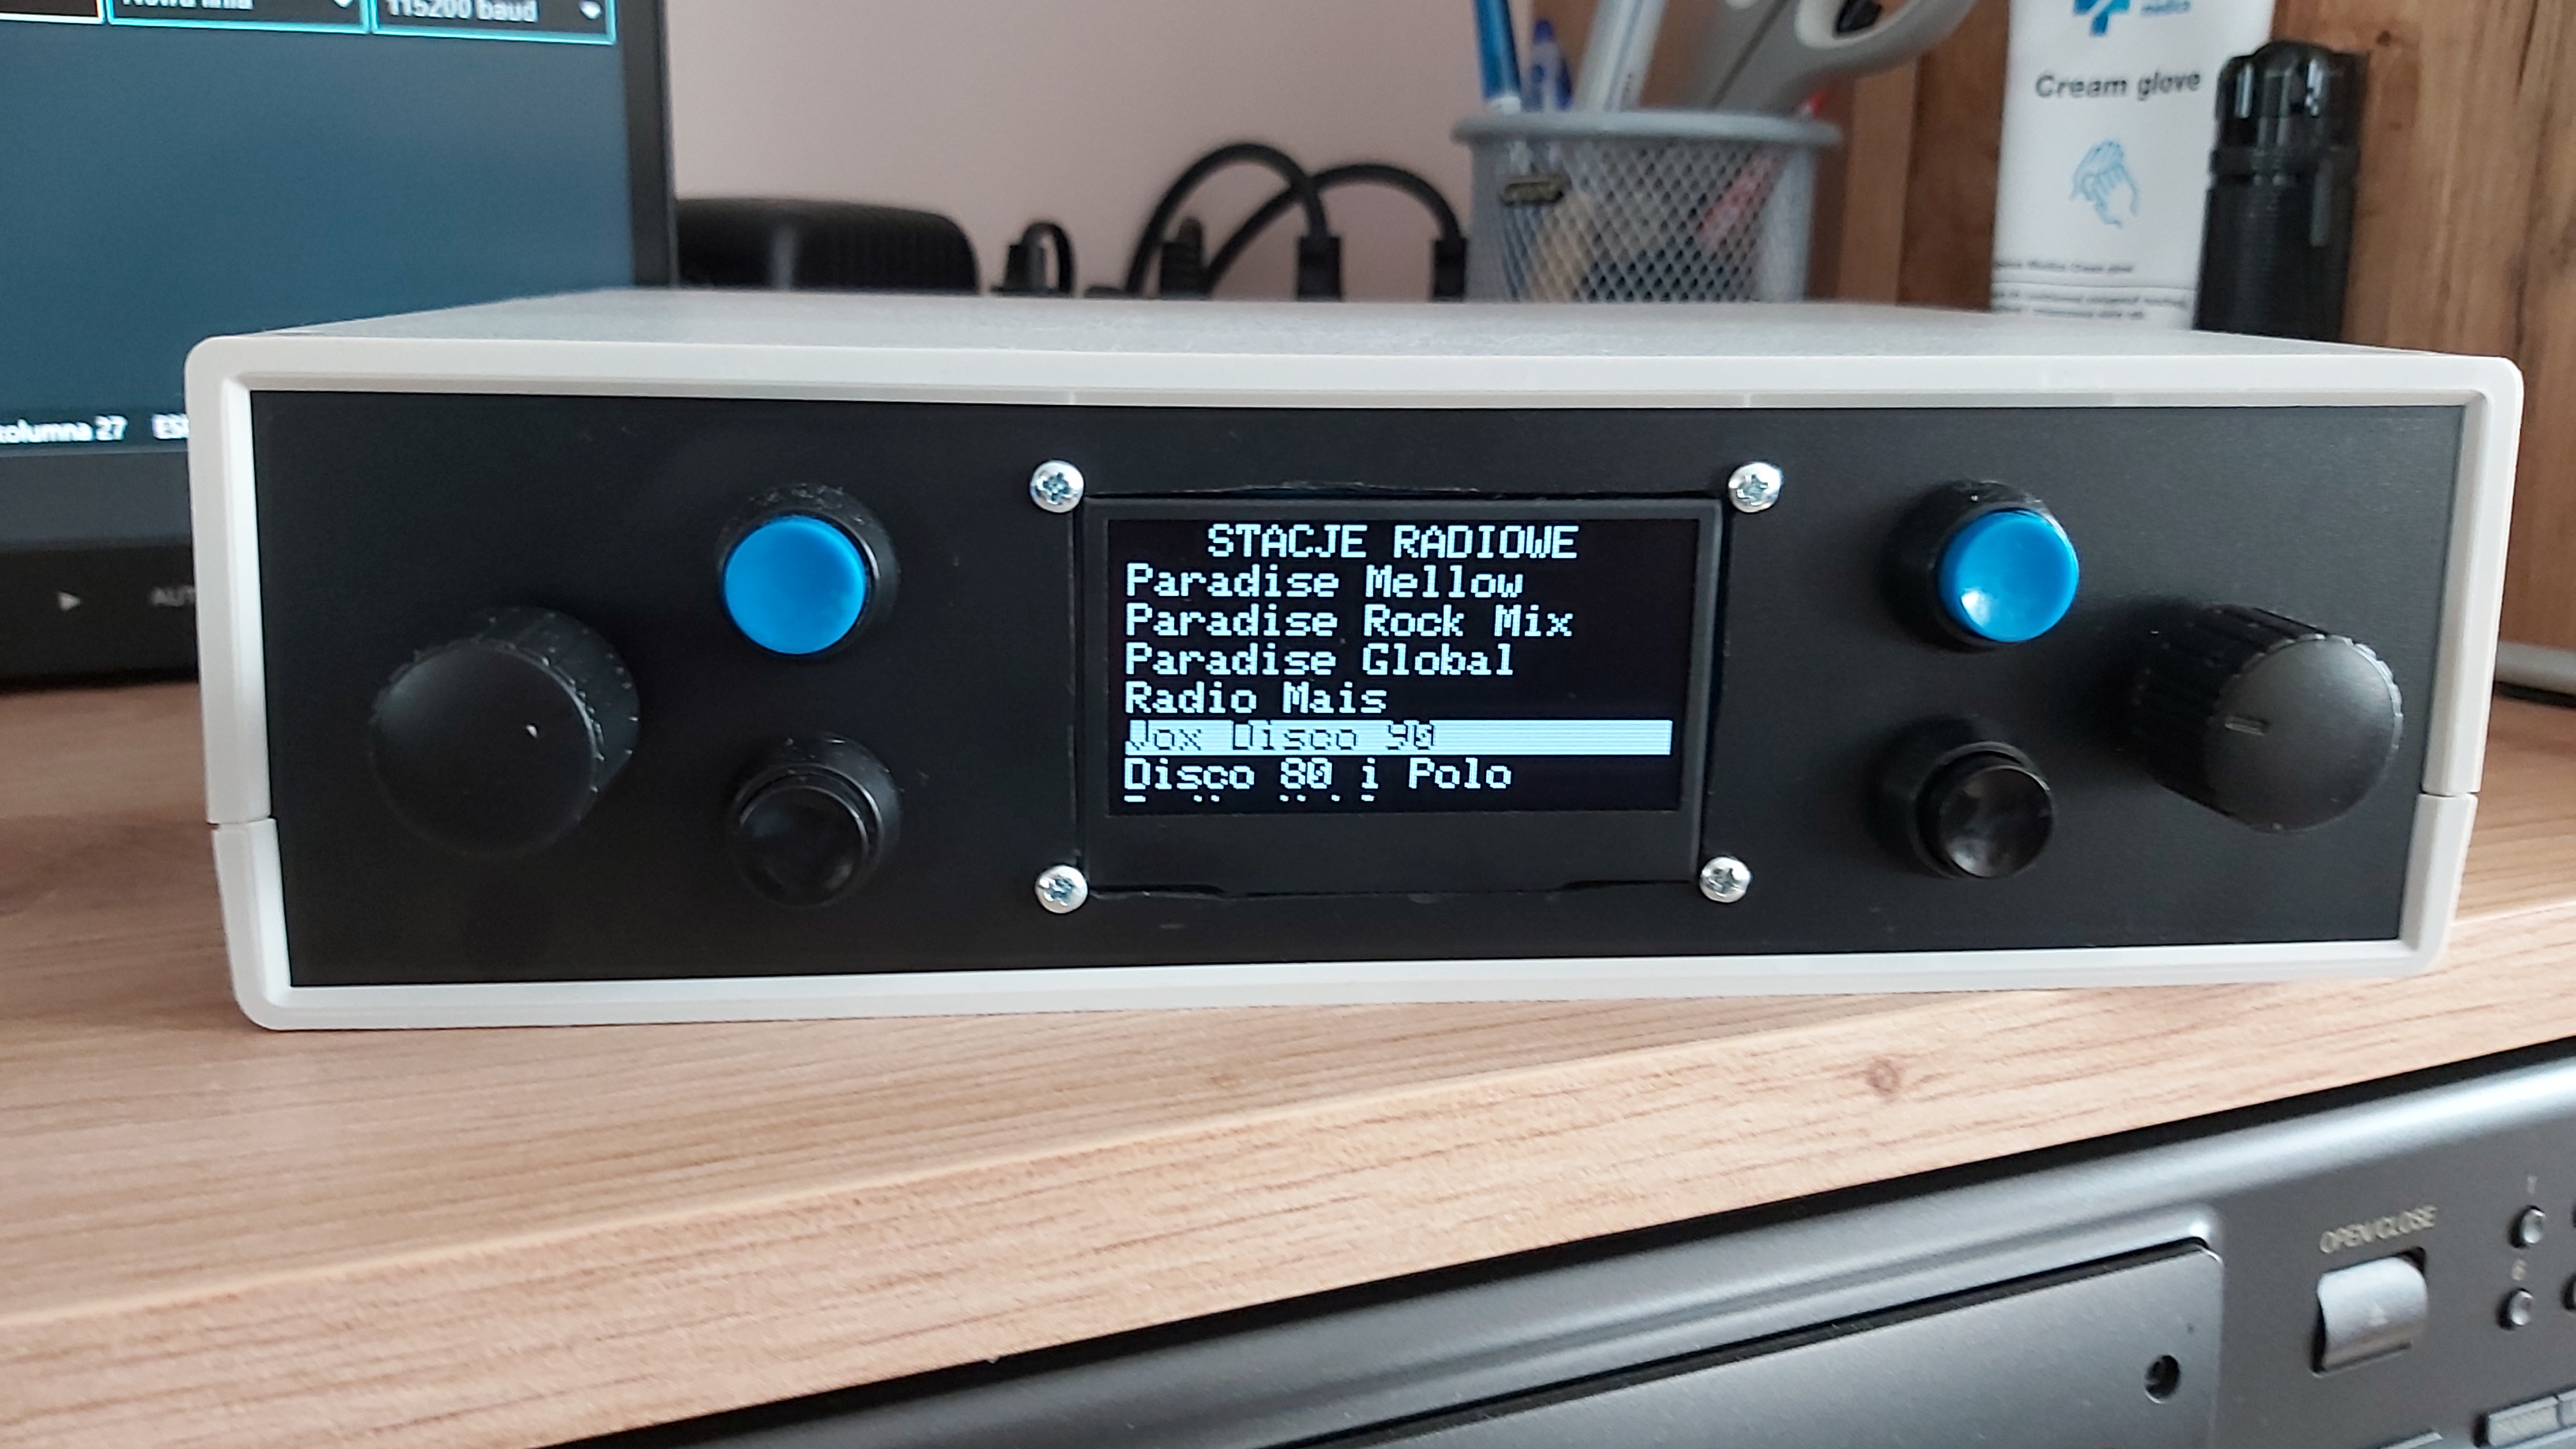 115200 baud
medica
Cream glove
kolumna 27
STACJE RADIOWE
Paradise Mellow
Paradise Rock Mix
Paradise Global
Radio Mais
Vox Disco 90
Disco 80 i Polo
OPEN/CLOSE